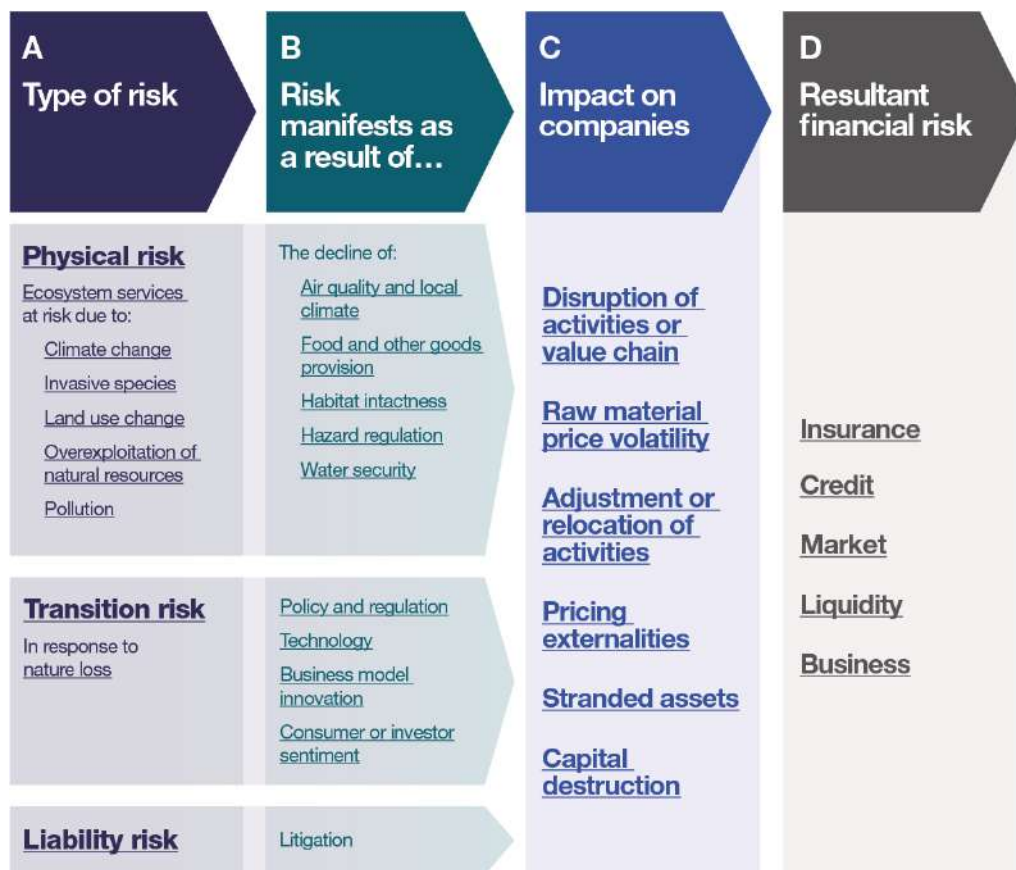 A
Type of risk
B
Risk
manifests as
a result of...
C
Impact on
companies
D
Resultant
financial risk
Physical risk
Ecosystem services
at risk due to:
Climate change
Invasive species
Land use change
Overexploitation of
natural resources
Pollution
The decline of:
Air quality and local
climate
Food and other goods
provision
Habitat intactness
Hazard regulation
Water security
Transition risk
In response to
nature loss
Policy and regulation
Technology
Business model
innovation
Consumer or investor
sentiment
Liability risk
Litigation
Disruption of
activities or
value chain
Raw material
price volatility
Adjustment or
relocation of
activities
Pricing
externalities
Stranded assets
Capital
destruction
Insurance
Credit
Market
Liquidity
Business